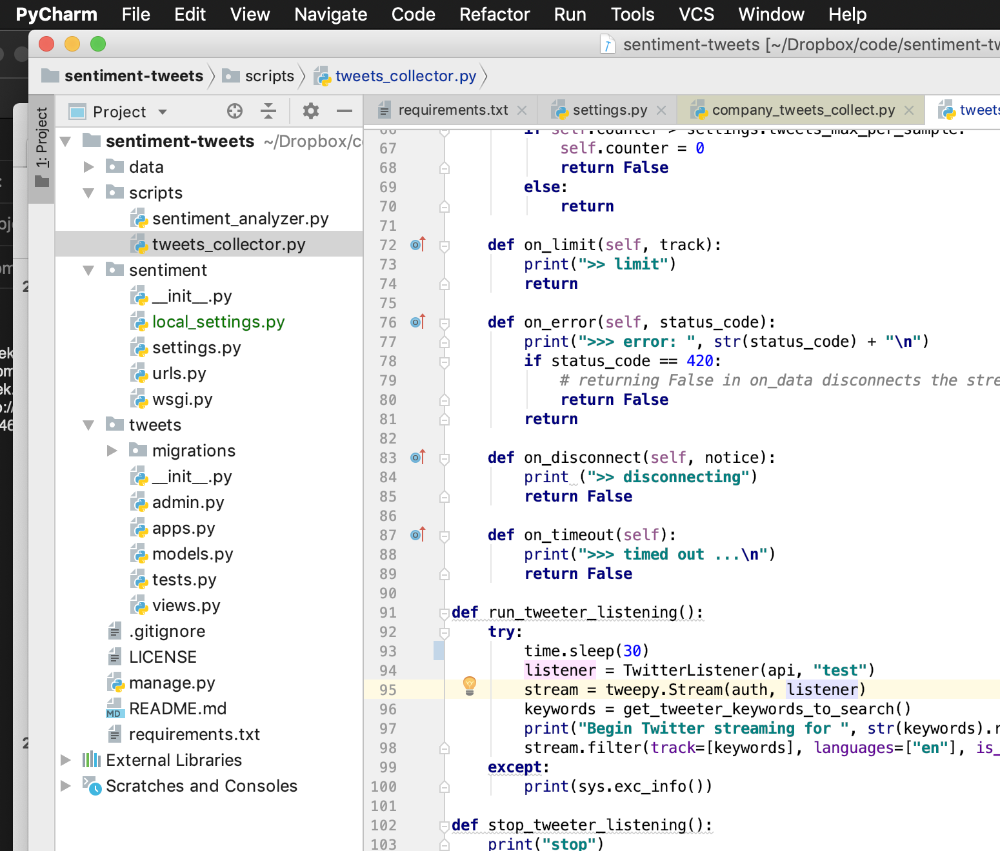 PyCharm File Edit View Navigate Code Refactor Run Tools VCS Window Help
sentiment-tweets [~/Dropbox/code/sentiment-tw
sentiment-tweets scripts tweets_collector.py
1: Project
Project
requirements.txt settings.py company_tweets_collect.py tweets
sentiment-tweets ~/Dropbox/co
data
scripts
sentiment_analyzer.py
tweets_collector.py
sentiment
__init__.py
local_settings.py
settings.py
urls.py
wsgi.py
tweets
migrations
__init__.py
admin.py
apps.py
models.py
tests.py
views.py
.gitignore
LICENSE
manage.py
README.md
requirements.txt
External Libraries
Scratches and Consoles
66 if self.counter > settings.tweets_max_per_sample:
67 self.counter = 0
68 return False
69 else:
70 return
71
72 def on_limit(self, track):
73 print(">> limit")
74 return
75
76 def on_error(self, status_code):
77 print(">>> error: ", str(status_code) + "\n")
78 if status_code == 420:
79 # returning False in on_data disconnects the stre
80 return False
81 return
82
83 def on_disconnect(self, notice):
84 print (">> disconnecting")
85 return False
86
87 def on_timeout(self):
88 print(">>> timed out ...\n")
89 return False
90
91 def run_tweeter_listening():
92 try:
93 time.sleep(30)
94 listener = TwitterListener(api, "test")
95 stream = tweepy.Stream(auth, listener)
96 keywords = get_tweeter_keywords_to_search()
97 print("Begin Twitter streaming for ", str(keywords).r
98 stream.filter(track=[keywords], languages=["en"], is_
99 except:
100 print(sys.exc_info())
101
102 def stop_tweeter_listening():
103 print("stop")